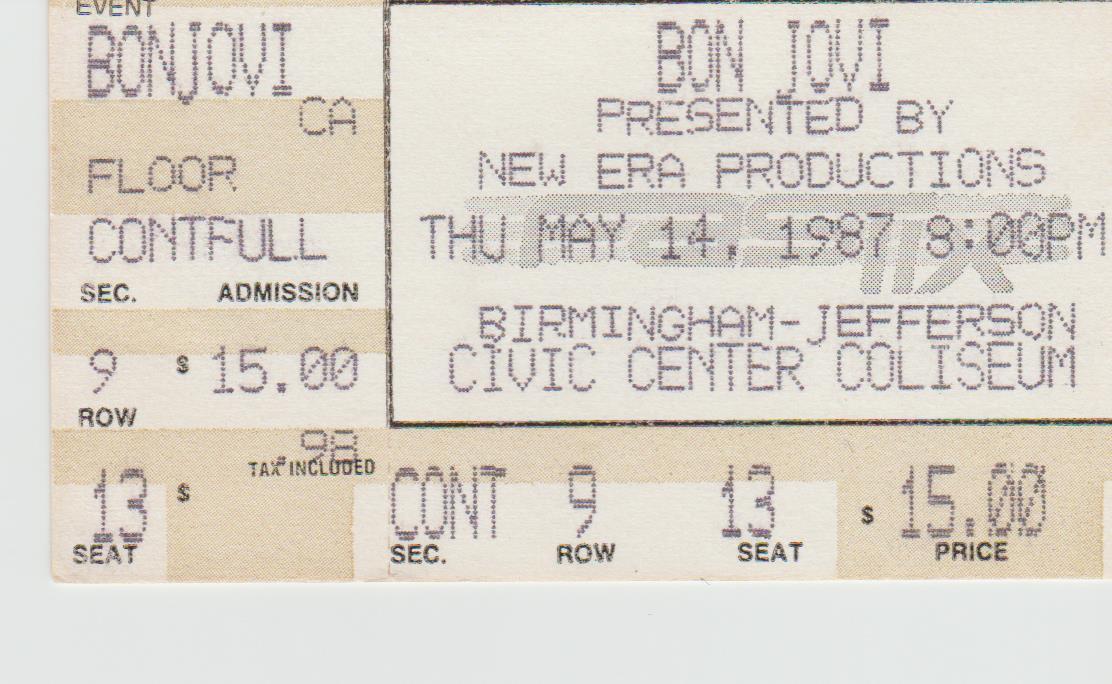 EVENT
BONJOVI
CA
FLOOR
CONTFULL
SEC. ADMISSION
9 $ 15.00
ROW
.98
TAX INCLUDED
13 $
SEAT
BON JOVI
PRESENTED BY
NEW ERA PRODUCTIONS
THU MAY 14, 1987 8:00PM
BIRMINGHAM-JEFFERSON
CIVIC CENTER COLISEUM
CONT 9 13 $ 15.00
SEC. ROW SEAT PRICE